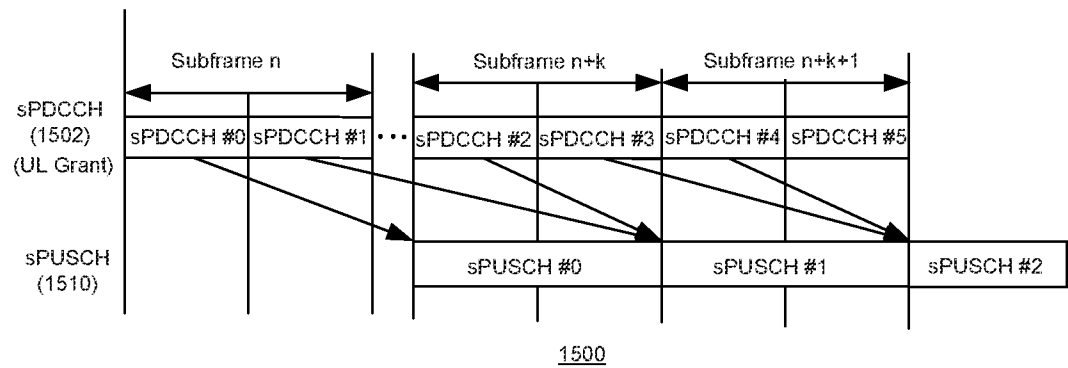 Subframe n
Subframe n+k
Subframe n+k+1
sPDCCH
(1502)
(UL Grant)
sPDCCH #0
sPDCCH #1
...
sPDCCH #2
sPDCCH #3
sPDCCH #4
sPDCCH #5
sPUSCH
(1510)
sPUSCH #0
sPUSCH #1
sPUSCH #2
1500